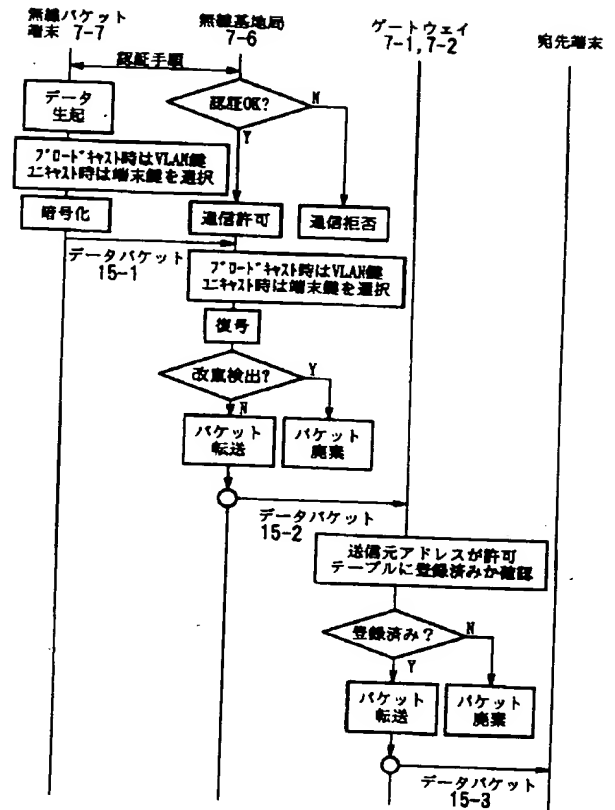 無線パケット
端末 7-7
無線基地局
7-6
ゲートウェイ
7-1,7-2
宛先端末
認証手順
データ
生起
認証OK?
N
Y
ブロードキャスト時はVLAN鍵
ユニキャスト時は端末鍵を選択
暗号化
通信許可
通信拒否
データパケット
15-1
ブロードキャスト時はVLAN鍵
ユニキャスト時は端末鍵を選択
復号
改竄検出?
Y
N
パケット
転送
パケット
廃棄
データパケット
15-2
送信元アドレスが許可
テーブルに登録済みか確認
登録済み?
N
Y
パケット
転送
パケット
廃棄
データパケット
15-3